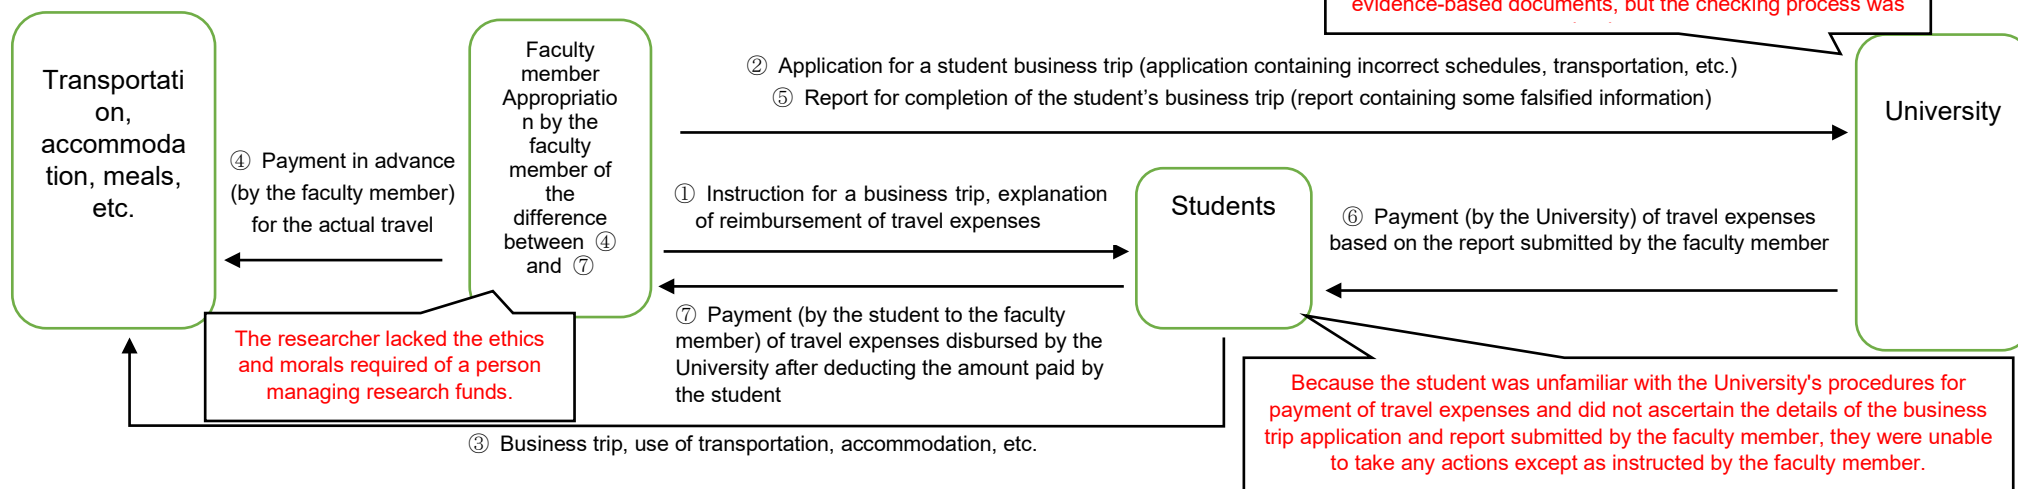 evidence-based documents, but the checking process was
Transportati
on,
accommoda
tion, meals,
etc.
④ Payment in advance
(by the faculty member)
for the actual travel
Faculty
member
Appropriatio
n by the
faculty
member of
the
difference
between ④
and ⑦
② Application for a student business trip (application containing incorrect schedules, transportation, etc.)
⑤ Report for completion of the student’s business trip (report containing some falsified information)
University
① Instruction for a business trip, explanation
of reimbursement of travel expenses
Students
⑥ Payment (by the University) of travel expenses
based on the report submitted by the faculty member
⑦ Payment (by the student to the faculty
member) of travel expenses disbursed by the
University after deducting the amount paid by
the student
The researcher lacked the ethics
and morals required of a person
managing research funds.
③ Business trip, use of transportation, accommodation, etc.
Because the student was unfamiliar with the University's procedures for
payment of travel expenses and did not ascertain the details of the business
trip application and report submitted by the faculty member, they were unable
to take any actions except as instructed by the faculty member.